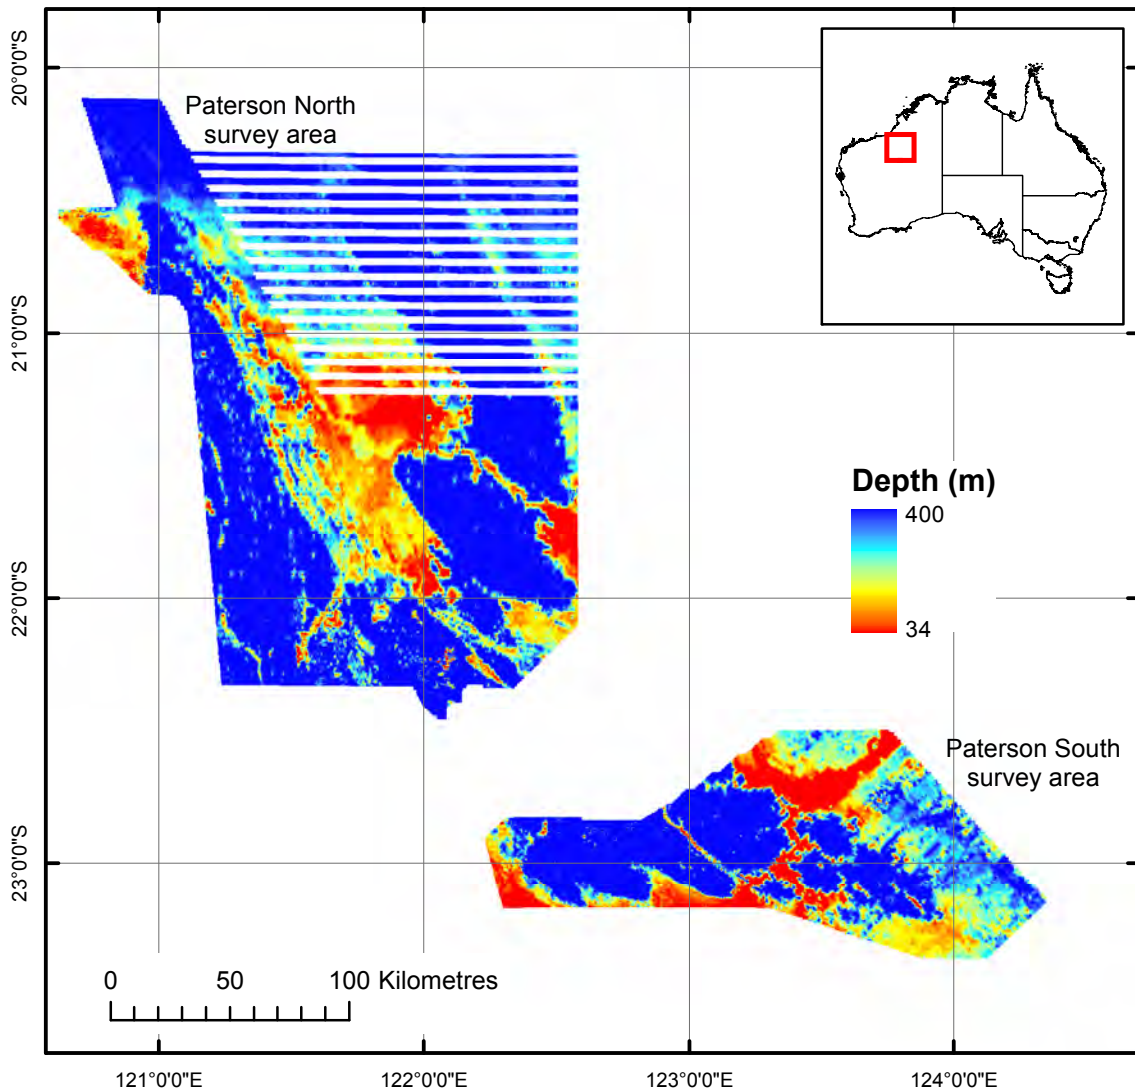 Paterson North
survey area
20°0'0"S
21°0'0"S
22°0'0"S
23°0'0"S
Depth (m)
400
34
Paterson South
survey area
0 50 100 Kilometres
121°0'0"E 122°0'0"E 123°0'0"E 124°0'0"E